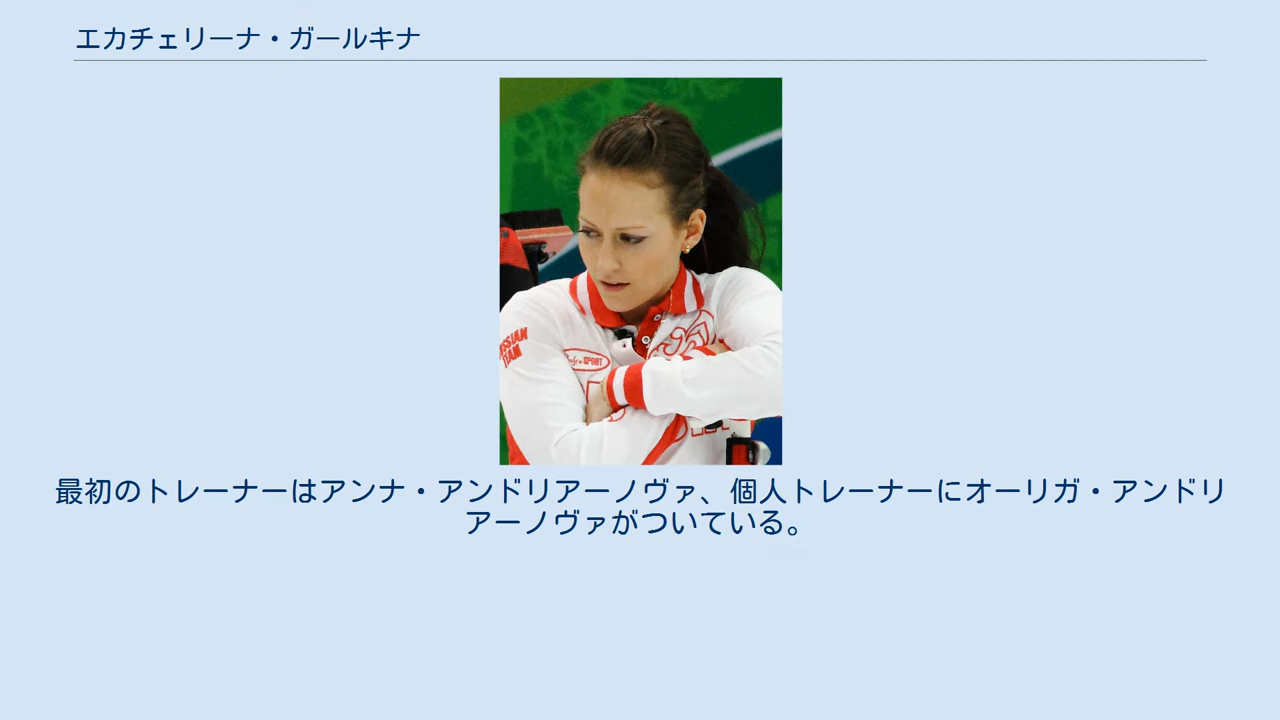 エカチェリーナ・ガールキナ
SSIAN
TEAM
SPORT
最初のトレーナーはアンナ・アンドリアーノヴァ、個人トレーナーにオーリガ・アンドリ
アーノヴァがついている。